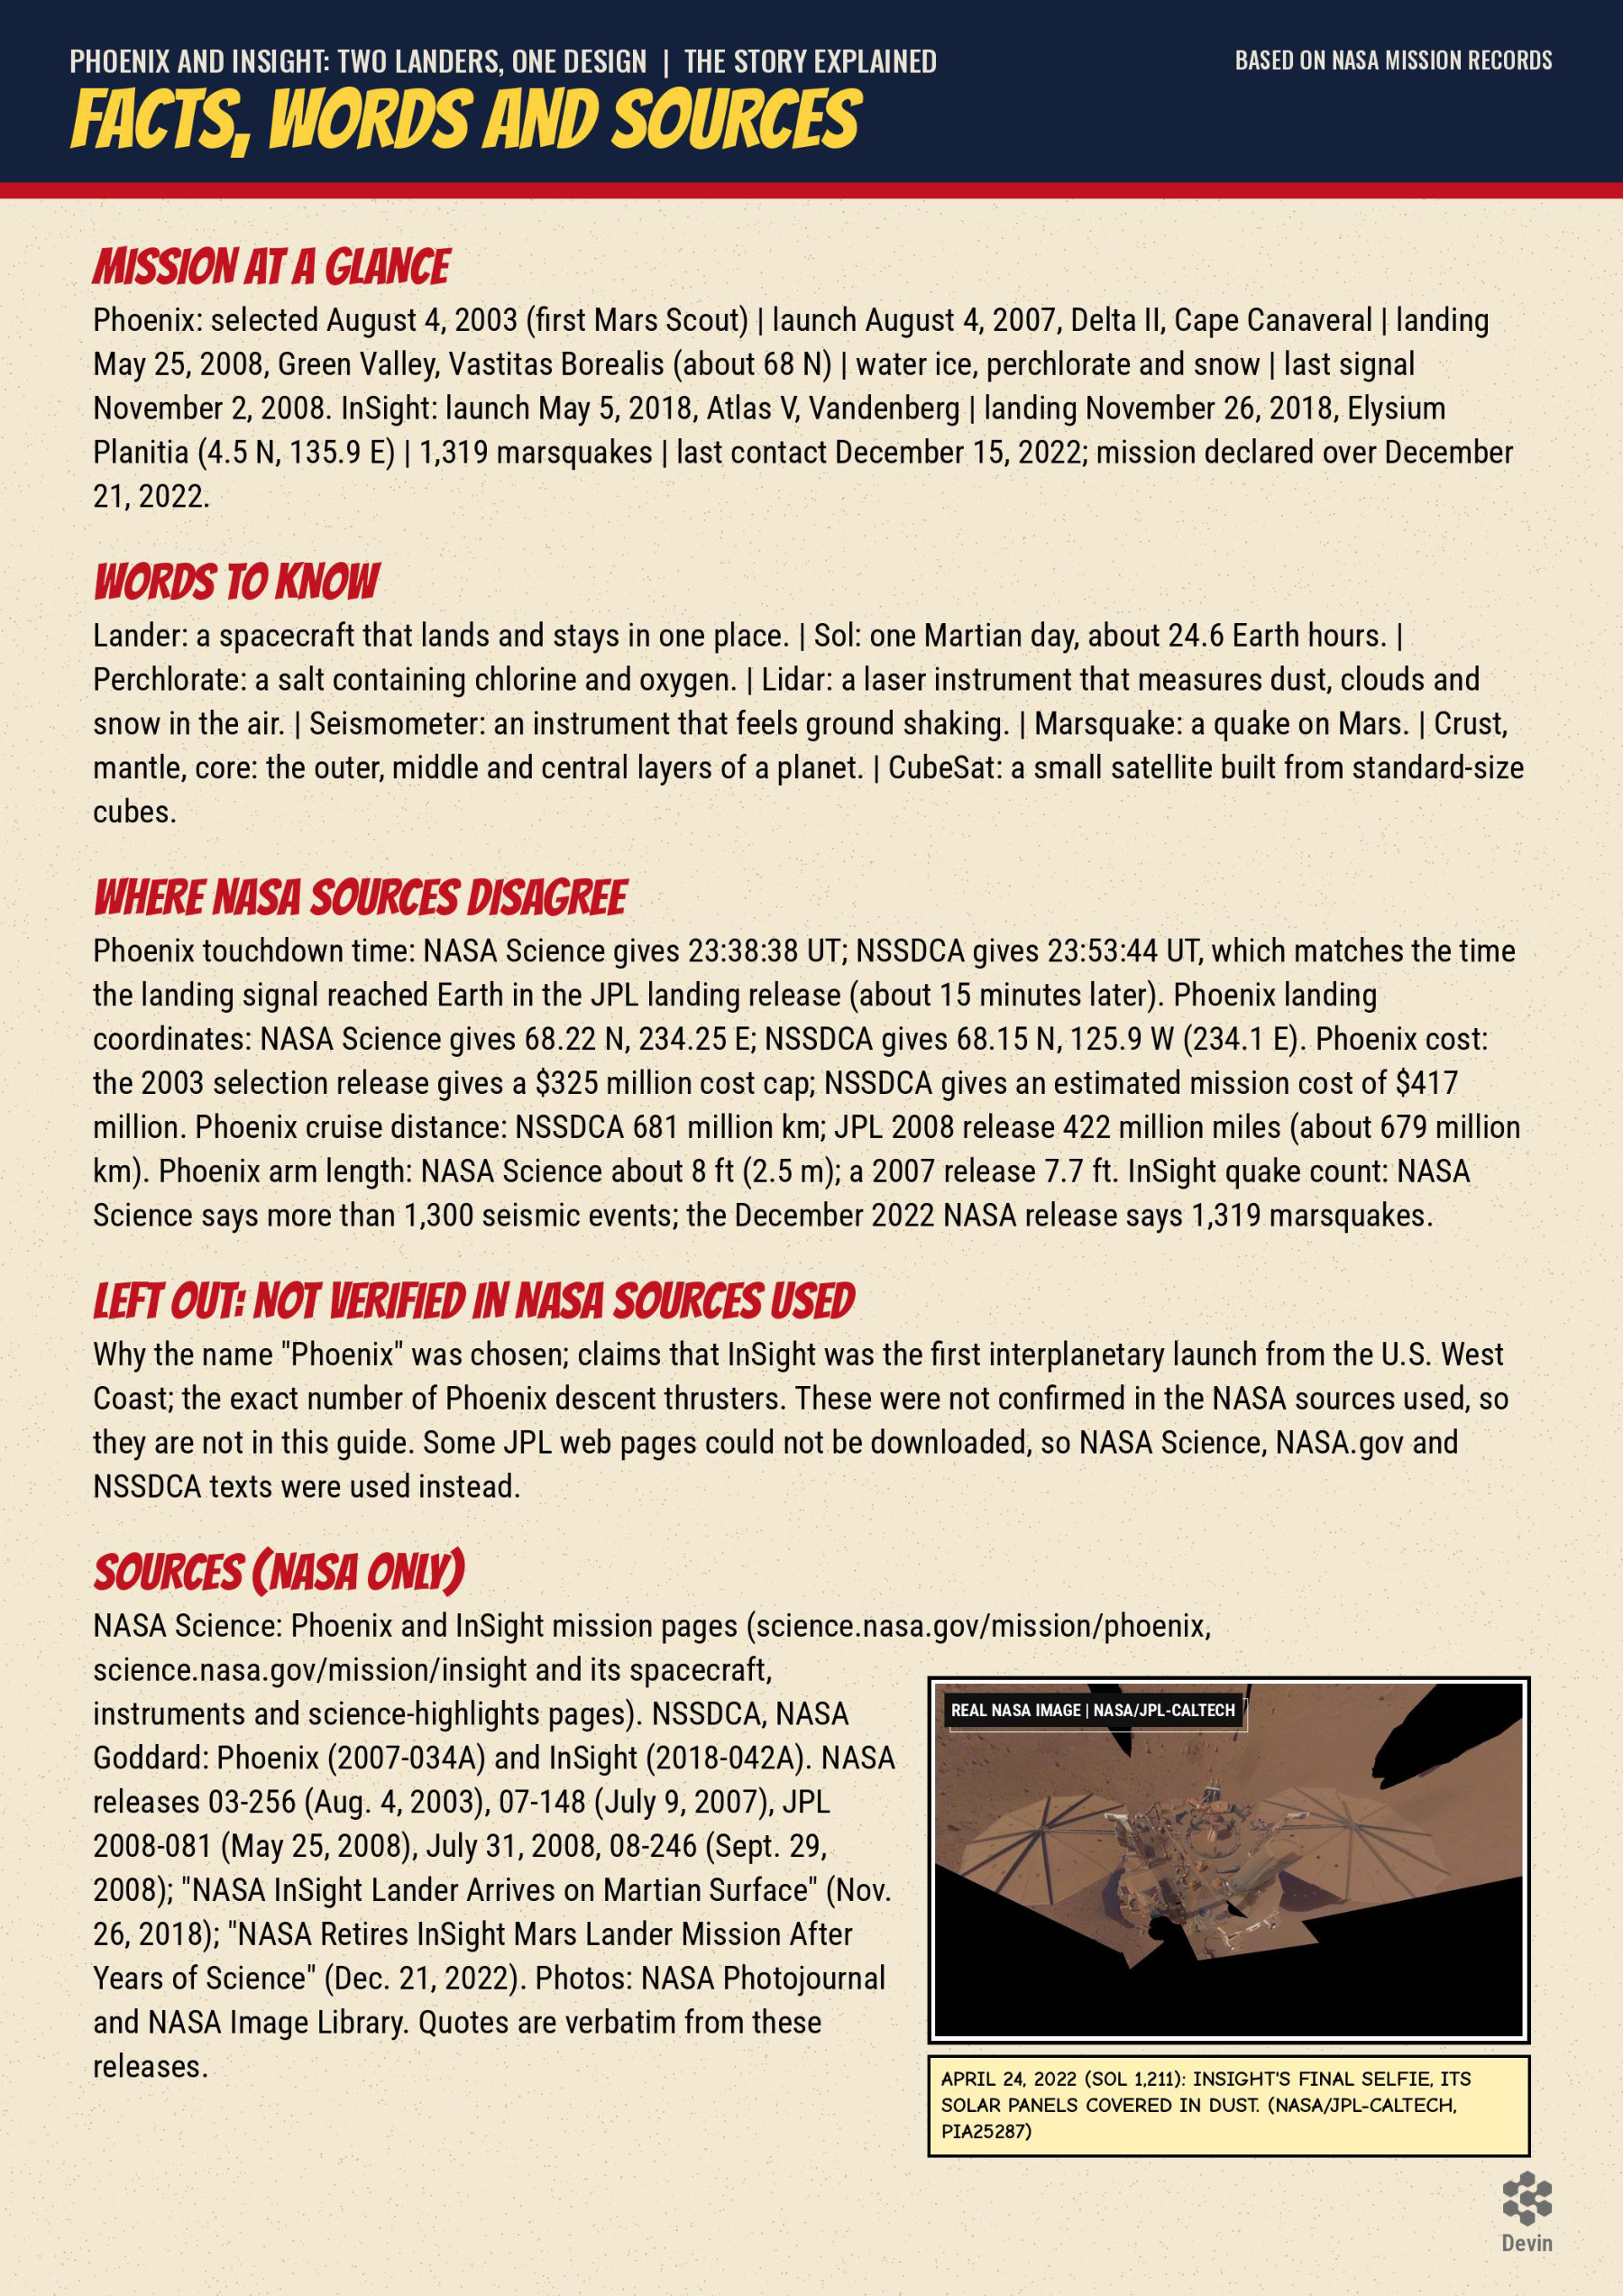 PHOENIX AND INSIGHT: TWO LANDERS, ONE DESIGN | THE STORY EXPLAINED
BASED ON NASA MISSION RECORDS
FACTS, WORDS AND SOURCES
MISSION AT A GLANCE
Phoenix: selected August 4, 2003 (first Mars Scout) | launch August 4, 2007, Delta II, Cape Canaveral | landing
May 25, 2008, Green Valley, Vastitas Borealis (about 68 N) | water ice, perchlorate and snow | last signal
November 2, 2008. InSight: launch May 5, 2018, Atlas V, Vandenberg | landing November 26, 2018, Elysium
Planitia (4.5 N, 135.9 E) | 1,319 marsquakes | last contact December 15, 2022; mission declared over December
21, 2022.
WORDS TO KNOW
Lander: a spacecraft that lands and stays in one place. | Sol: one Martian day, about 24.6 Earth hours. |
Perchlorate: a salt containing chlorine and oxygen. | Lidar: a laser instrument that measures dust, clouds and
snow in the air. | Seismometer: an instrument that feels ground shaking. | Marsquake: a quake on Mars. | Crust,
mantle, core: the outer, middle and central layers of a planet. | CubeSat: a small satellite built from standard-size
cubes.
WHERE NASA SOURCES DISAGREE
Phoenix touchdown time: NASA Science gives 23:38:38 UT; NSSDCA gives 23:53:44 UT, which matches the time
the landing signal reached Earth in the JPL landing release (about 15 minutes later). Phoenix landing
coordinates: NASA Science gives 68.22 N, 234.25 E; NSSDCA gives 68.15 N, 125.9 W (234.1 E). Phoenix cost:
the 2003 selection release gives a $325 million cost cap; NSSDCA gives an estimated mission cost of $417
million. Phoenix cruise distance: NSSDCA 681 million km; JPL 2008 release 422 million miles (about 679 million
km). Phoenix arm length: NASA Science about 8 ft (2.5 m); a 2007 release 7.7 ft. InSight quake count: NASA
Science says more than 1,300 seismic events; the December 2022 NASA release says 1,319 marsquakes.
LEFT OUT: NOT VERIFIED IN NASA SOURCES USED
Why the name "Phoenix" was chosen; claims that InSight was the first interplanetary launch from the U.S. West
Coast; the exact number of Phoenix descent thrusters. These were not confirmed in the NASA sources used, so
they are not in this guide. Some JPL web pages could not be downloaded, so NASA Science, NASA.gov and
NSSDCA texts were used instead.
SOURCES (NASA ONLY)
NASA Science: Phoenix and InSight mission pages (science.nasa.gov/mission/phoenix,
science.nasa.gov/mission/insight and its spacecraft,
instruments and science-highlights pages). NSSDCA, NASA
Goddard: Phoenix (2007-034A) and InSight (2018-042A). NASA
releases 03-256 (Aug. 4, 2003), 07-148 (July 9, 2007), JPL
2008-081 (May 25, 2008), July 31, 2008, 08-246 (Sept. 29,
2008); "NASA InSight Lander Arrives on Martian Surface" (Nov.
26, 2018); "NASA Retires InSight Mars Lander Mission After
Years of Science" (Dec. 21, 2022). Photos: NASA Photojournal
and NASA Image Library. Quotes are verbatim from these
releases.
REAL NASA IMAGE | NASA/JPL-CALTECH
APRIL 24, 2022 (SOL 1,211): INSIGHT'S FINAL SELFIE, ITS
SOLAR PANELS COVERED IN DUST. (NASA/JPL-CALTECH,
PIA25287)
Devin